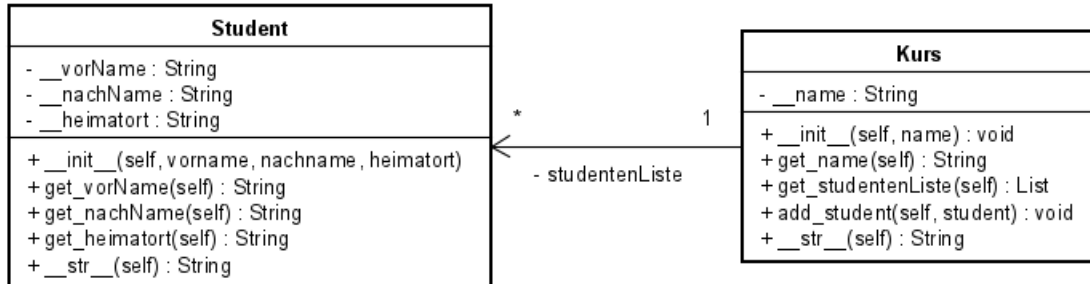 Student
- __vorName : String
- __nachName : String
- __heimatort : String
+ __init__(self, vorname, nachname, heimatort)
+ get_vorName(self) : String
+ get_nachName(self) : String
+ get_heimatort(self) : String
+ __str__(self) : String
* 1
- studentenListe
Kurs
- __name : String
+ __init__(self, name) : void
+ get_name(self) : String
+ get_studentenListe(self) : List
+ add_student(self, student) : void
+ __str__(self) : String